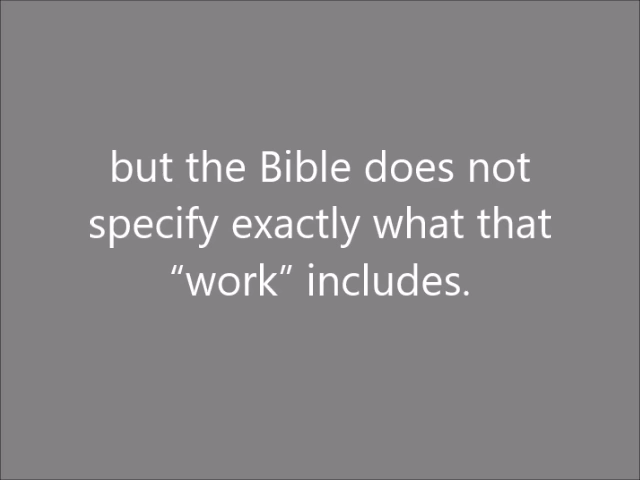 but the Bible does not
specify exactly what that
“work” includes.